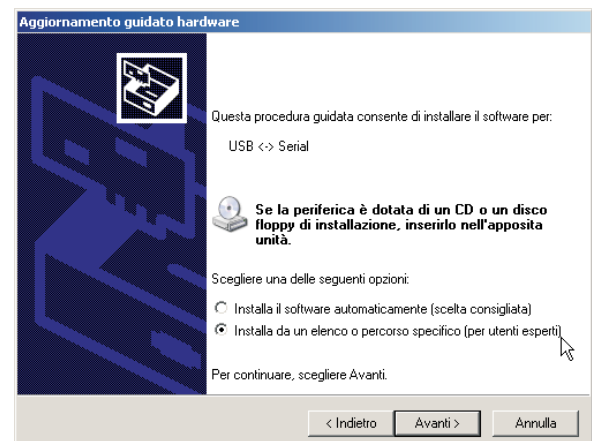 Aggiornamento guidato hardware
Questa procedura guidata consente di installare il software per:
USB <-> Serial
Se la periferica è dotata di un CD o un disco
floppy di installazione, inserirlo nell'apposita
unità.
Scegliere una delle seguenti opzioni:
Installa il software automaticamente (scelta consigliata)
Installa da un elenco o percorso specifico (per utenti esperti)
Per continuare, scegliere Avanti.
< Indietro
Avanti >
Annulla